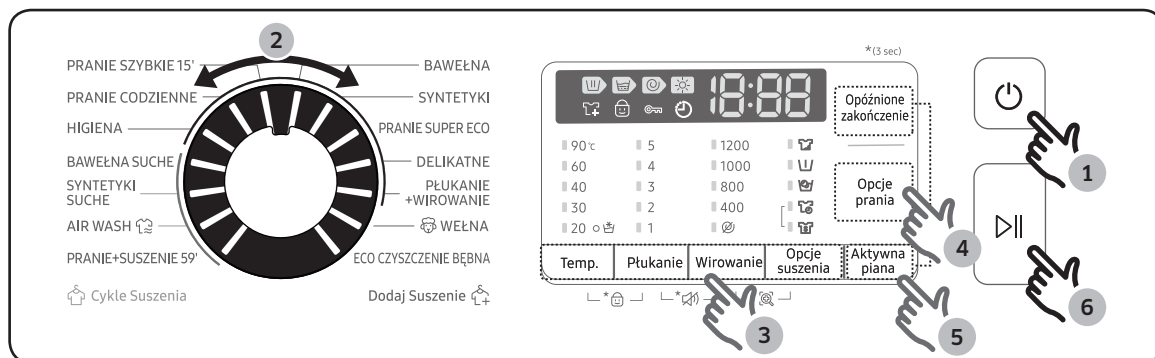 2
PRANIE SZYBKIE 15'
BAWEŁNA
PRANIE CODZIENNE
SYNTETYKI
HIGIENA
PRANIE SUPER ECO
BAWEŁNA SUCHE
DELIKATNE
SYNTETYKI
SUCHE
PŁUKANIE
+WIROWANIE
AIR WASH
WEŁNA
PRANIE+SUSZENIE 59'
ECO CZYSZCZENIE BĘBNA
Cykle Suszenia
Dodaj Suszenie
*(3 sec)
18:88
Opóźnione
zakończenie
90℃ 5 1200
60 4 1000
40 3 800
30 2 400
20 1
Opcje
prania
Temp.
Płukanie
Wirowanie
Opcje
suszenia
Aktywna
piana
*
*
3
4
5
1
6